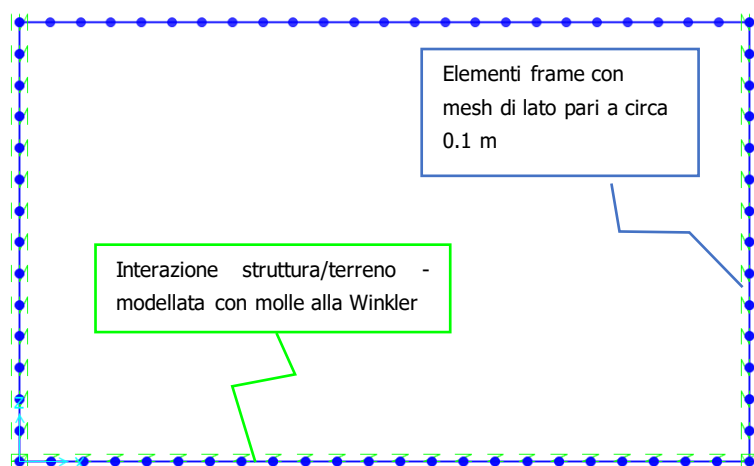 Elementi frame con
mesh di lato pari a circa
0.1 m
Interazione struttura/terreno -
modellata con molle alla Winkler
Z